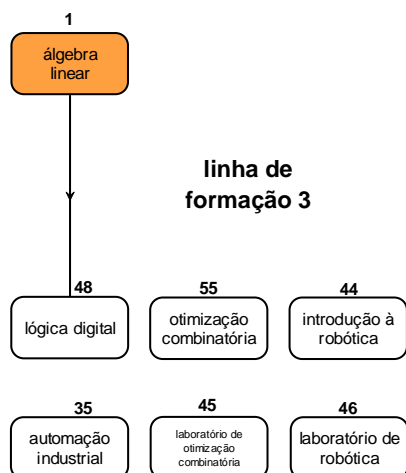 1
álgebra
linear
linha de
formação 3
48
55
44
lógica digital
otimização
combinatória
introdução à
robótica
35
45
46
automação
industrial
laboratório de
otimização
combinatória
laboratório de
robótica